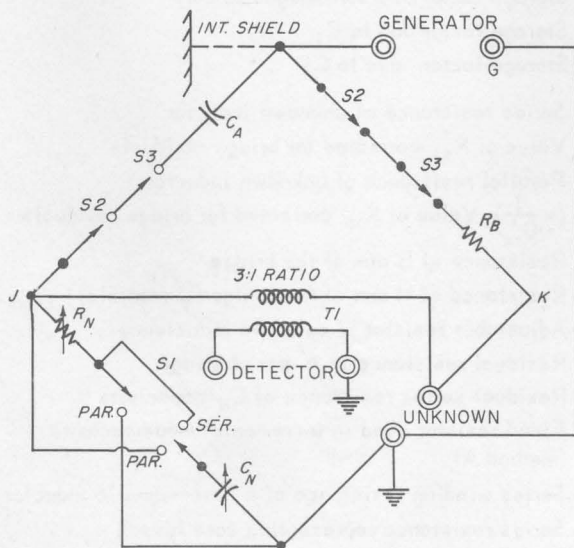 INT. SHIELD
GENERATOR
G
S2
C_A
S3
S2
S3
R_B
J
K
R_N
3:1 RATIO
T1
S1
DETECTOR
PAR.
SER.
UNKNOWN
PAR.
C_N